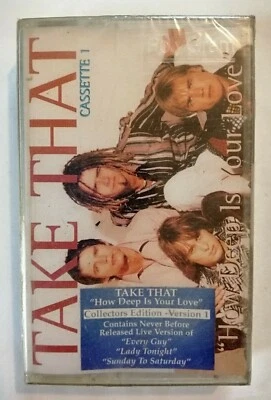 TAKE THAT
CASSETTE 1
"How Deep Is Your Love"
TAKE THAT
"How Deep Is Your Love"
Collectors Edition -Version 1
Contains Never Before
Released Live Version of
"Every Guy"
"Lady Tonight"
"Sunday To Saturday"